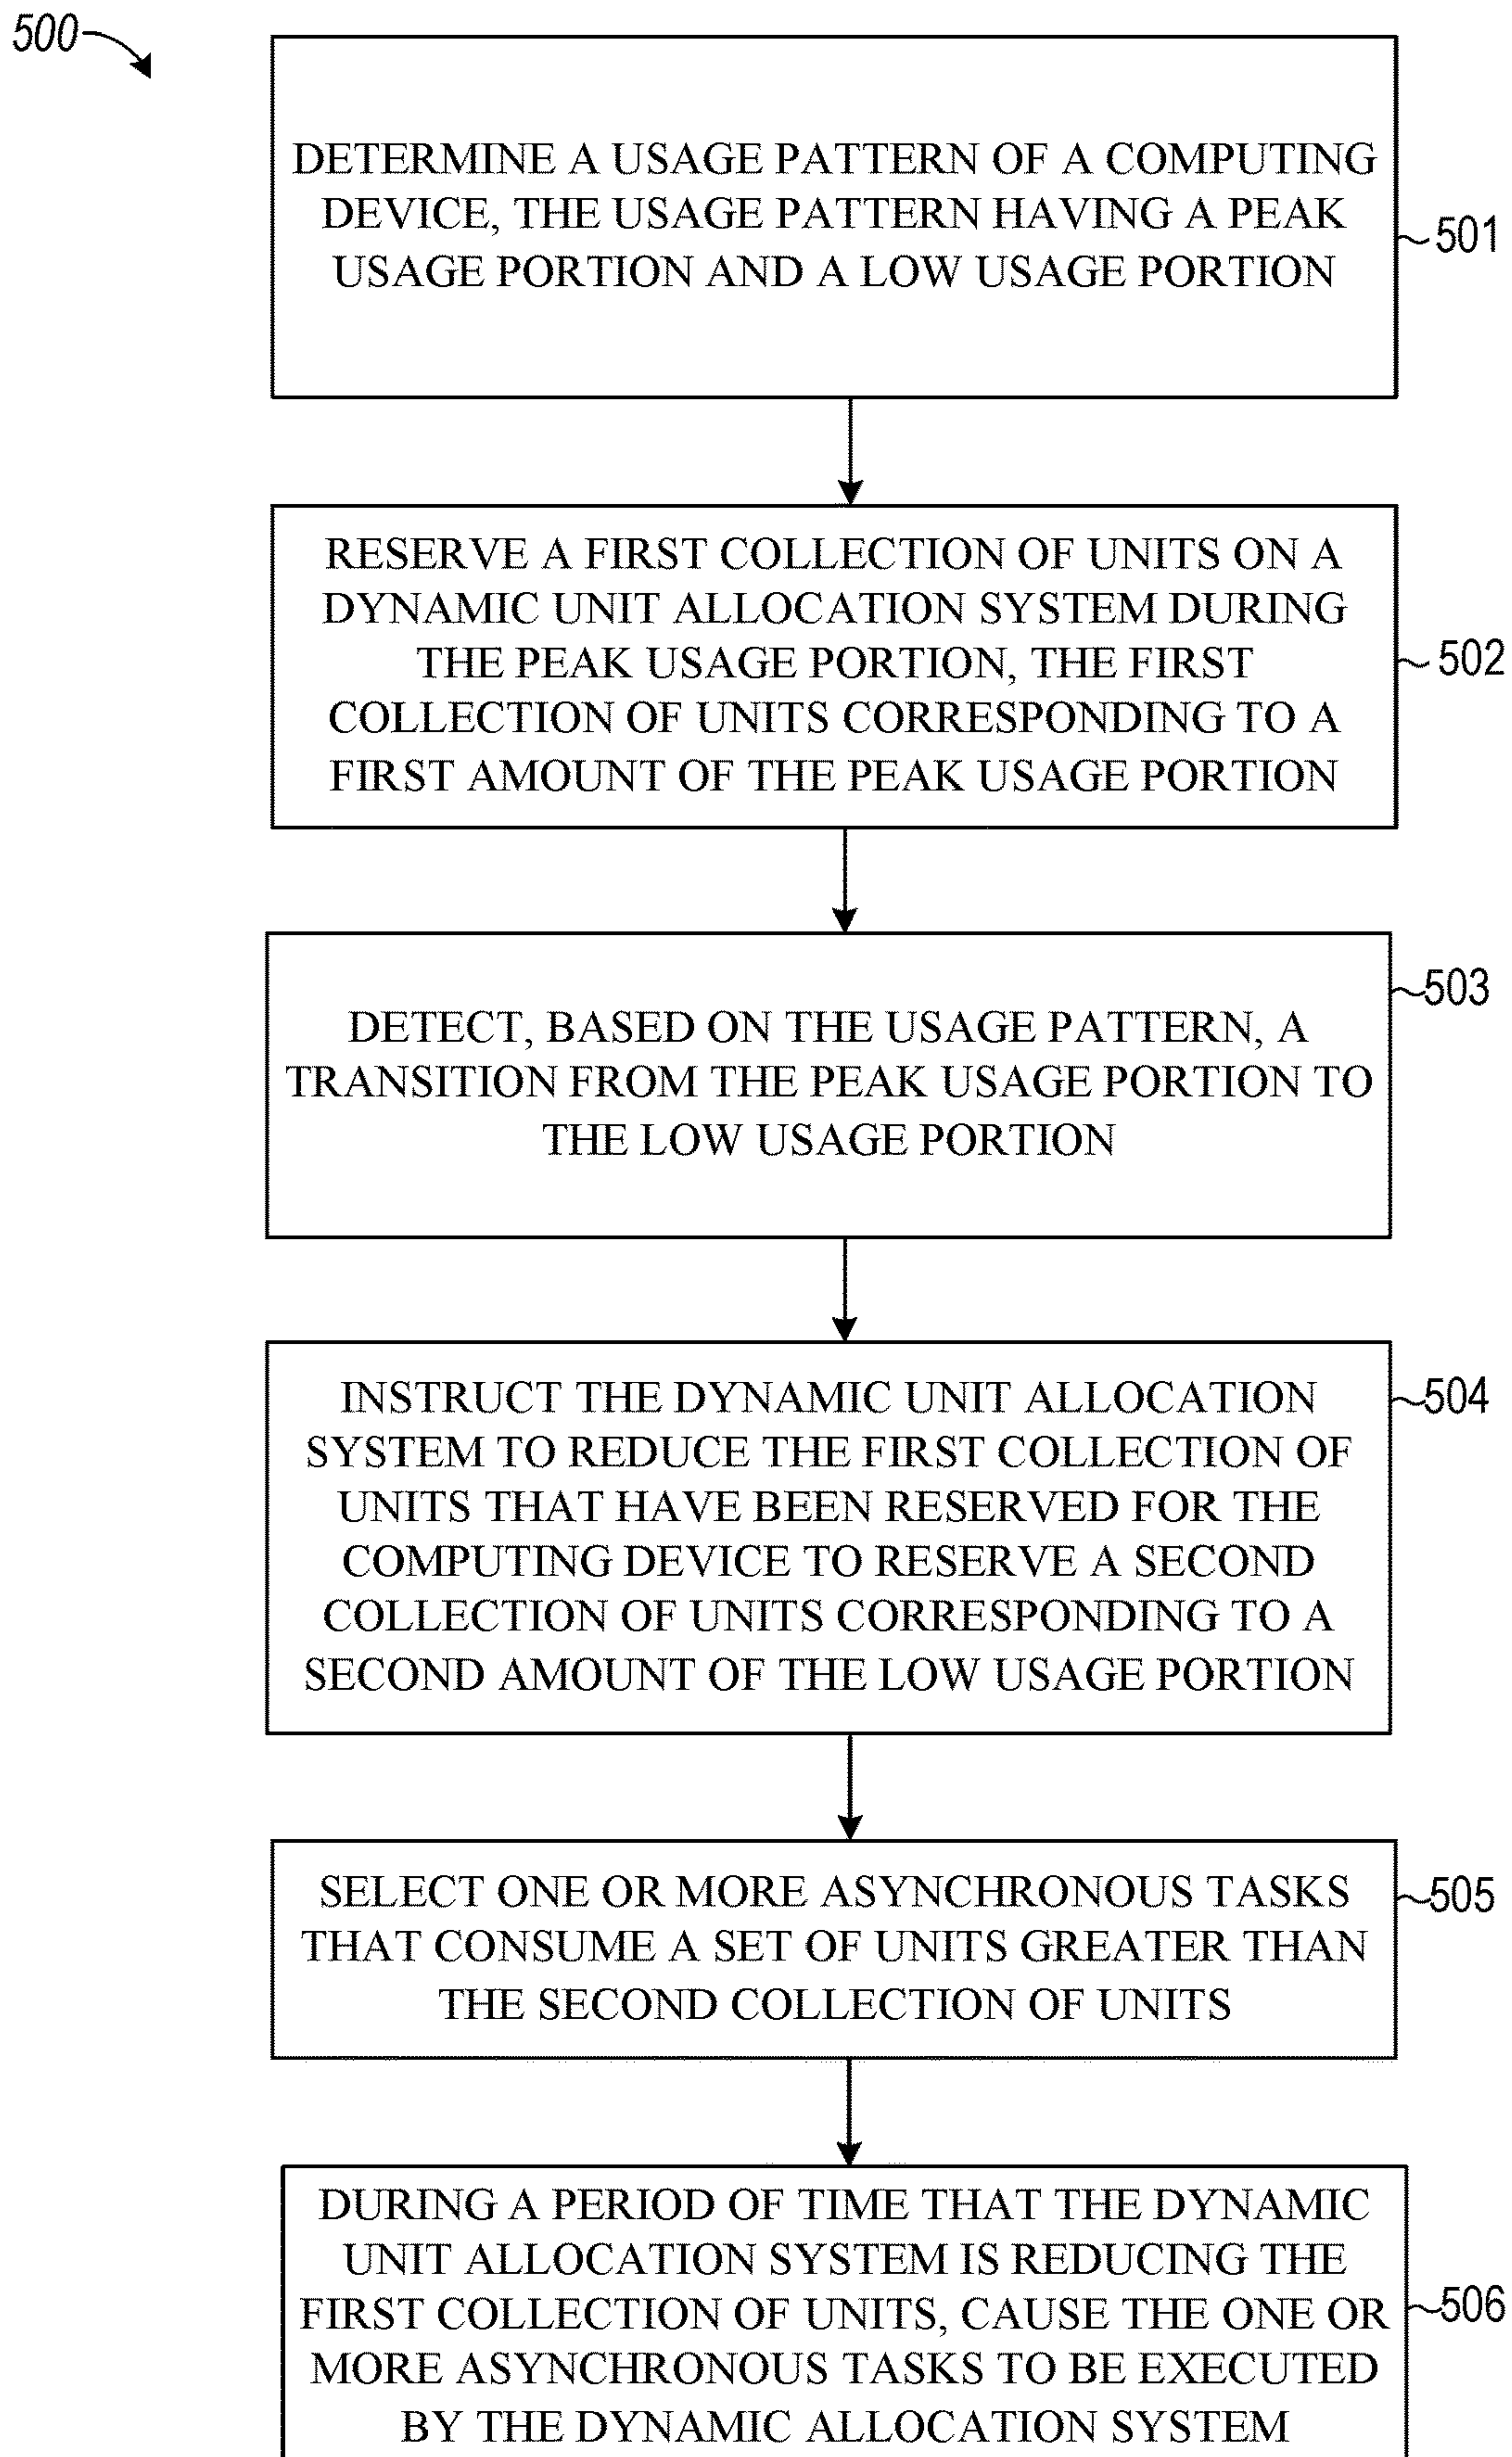 500
DETERMINE A USAGE PATTERN OF A COMPUTING
DEVICE, THE USAGE PATTERN HAVING A PEAK
USAGE PORTION AND A LOW USAGE PORTION
501
RESERVE A FIRST COLLECTION OF UNITS ON A
DYNAMIC UNIT ALLOCATION SYSTEM DURING
THE PEAK USAGE PORTION, THE FIRST
COLLECTION OF UNITS CORRESPONDING TO A
FIRST AMOUNT OF THE PEAK USAGE PORTION
502
DETECT, BASED ON THE USAGE PATTERN, A
TRANSITION FROM THE PEAK USAGE PORTION TO
THE LOW USAGE PORTION
503
INSTRUCT THE DYNAMIC UNIT ALLOCATION
SYSTEM TO REDUCE THE FIRST COLLECTION OF
UNITS THAT HAVE BEEN RESERVED FOR THE
COMPUTING DEVICE TO RESERVE A SECOND
COLLECTION OF UNITS CORRESPONDING TO A
SECOND AMOUNT OF THE LOW USAGE PORTION
504
SELECT ONE OR MORE ASYNCHRONOUS TASKS
THAT CONSUME A SET OF UNITS GREATER THAN
THE SECOND COLLECTION OF UNITS
505
DURING A PERIOD OF TIME THAT THE DYNAMIC
UNIT ALLOCATION SYSTEM IS REDUCING THE
FIRST COLLECTION OF UNITS, CAUSE THE ONE OR
MORE ASYNCHRONOUS TASKS TO BE EXECUTED
BY THE DYNAMIC ALLOCATION SYSTEM
506